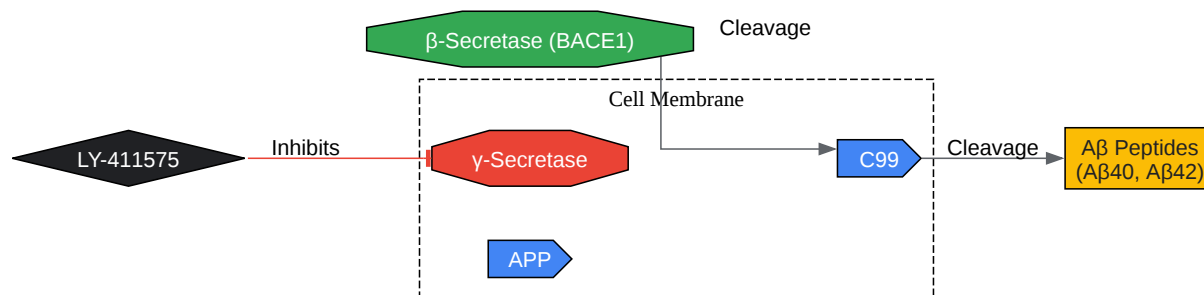 β-Secretase (BACE1)
Cleavage
Cell Membrane
LY-411575
Inhibits
γ-Secretase
C99
Cleavage
Aβ Peptides
(Aβ40, Aβ42)
APP